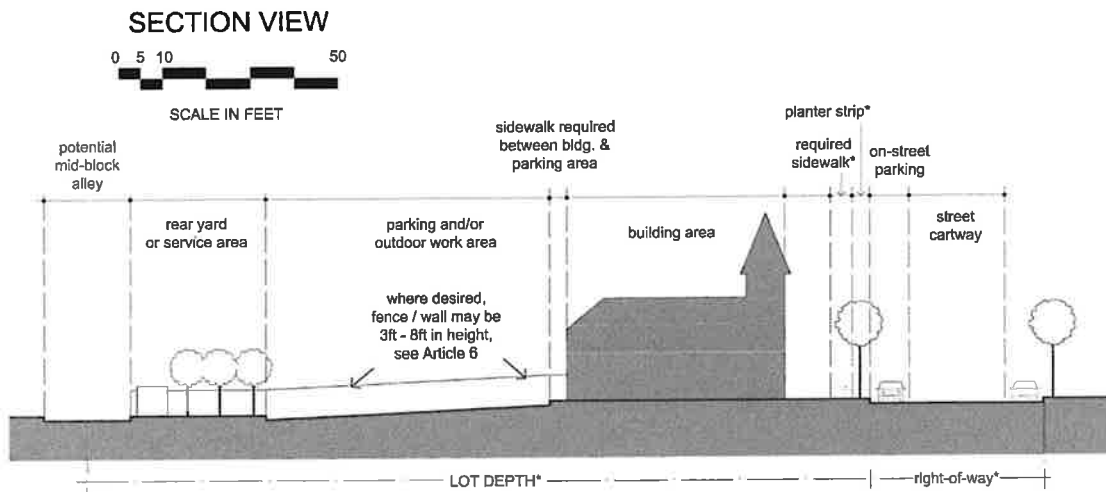 SECTION VIEW
0 5 10 50
SCALE IN FEET
potential
mid-block
alley
sidewalk required
between bldg. &
parking area
planter strip*
required
sidewalk*
on-street
parking
rear yard
or service area
parking and/or
outdoor work area
building area
street
cartway
where desired,
fence / wall may be
3ft - 8ft in height,
see Article 6
LOT DEPTH*
right-of-way*